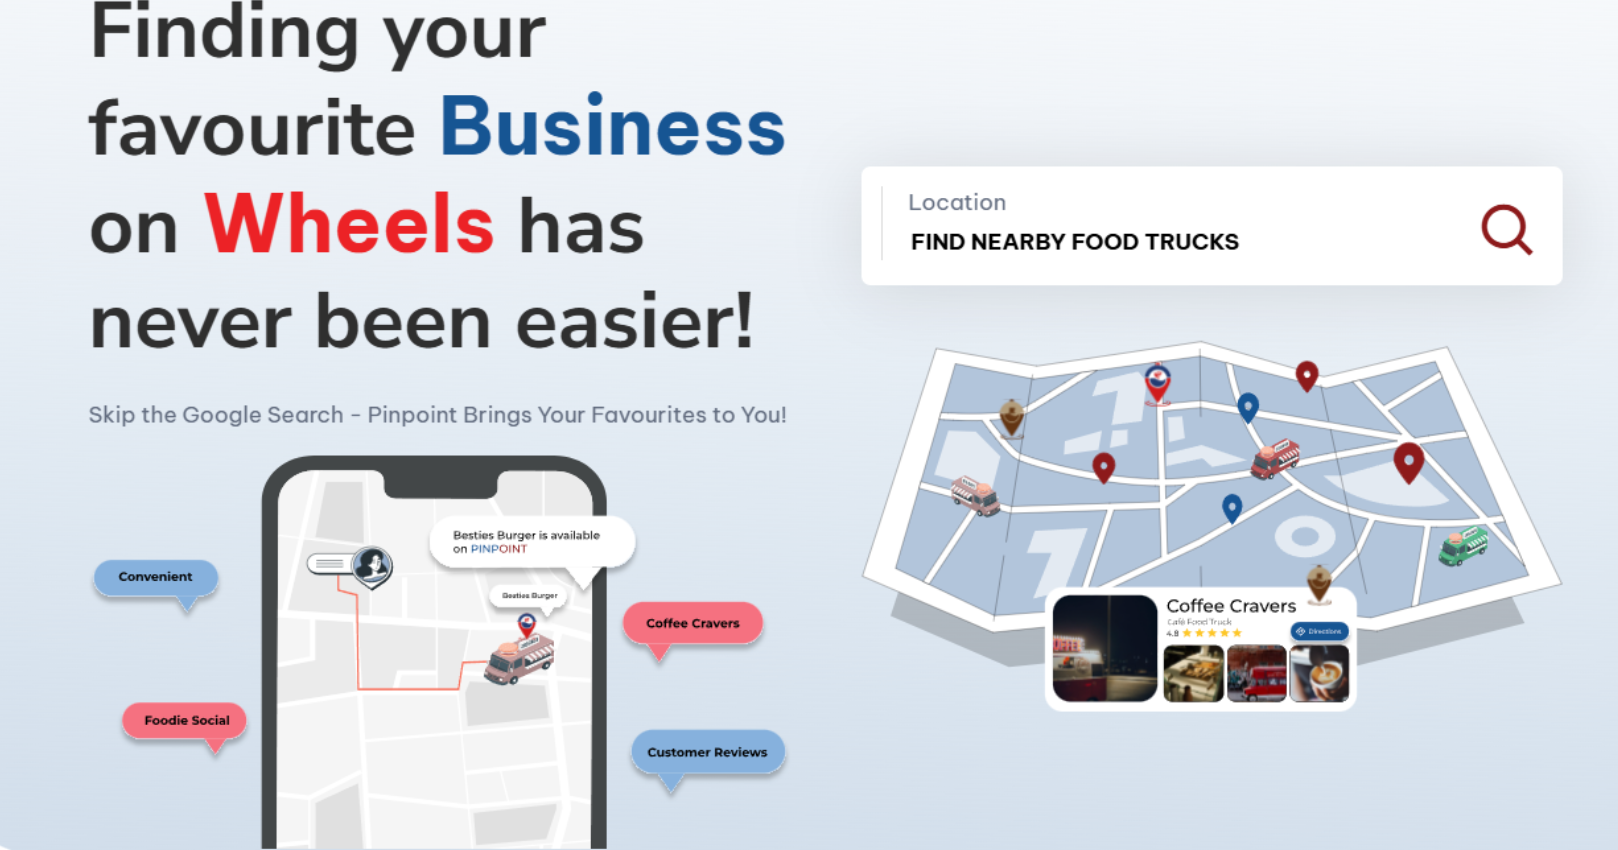 Finding your
favourite Business
on Wheels has
never been easier!
Skip the Google Search - Pinpoint Brings Your Favourites to You!
Location
FIND NEARBY FOOD TRUCKS
Besties Burger is available
on PINPOINT
Besties Burger
Convenient
Foodie Social
Coffee Cravers
Customer Reviews
Coffee Cravers
Café Food Truck
4.8
Directions